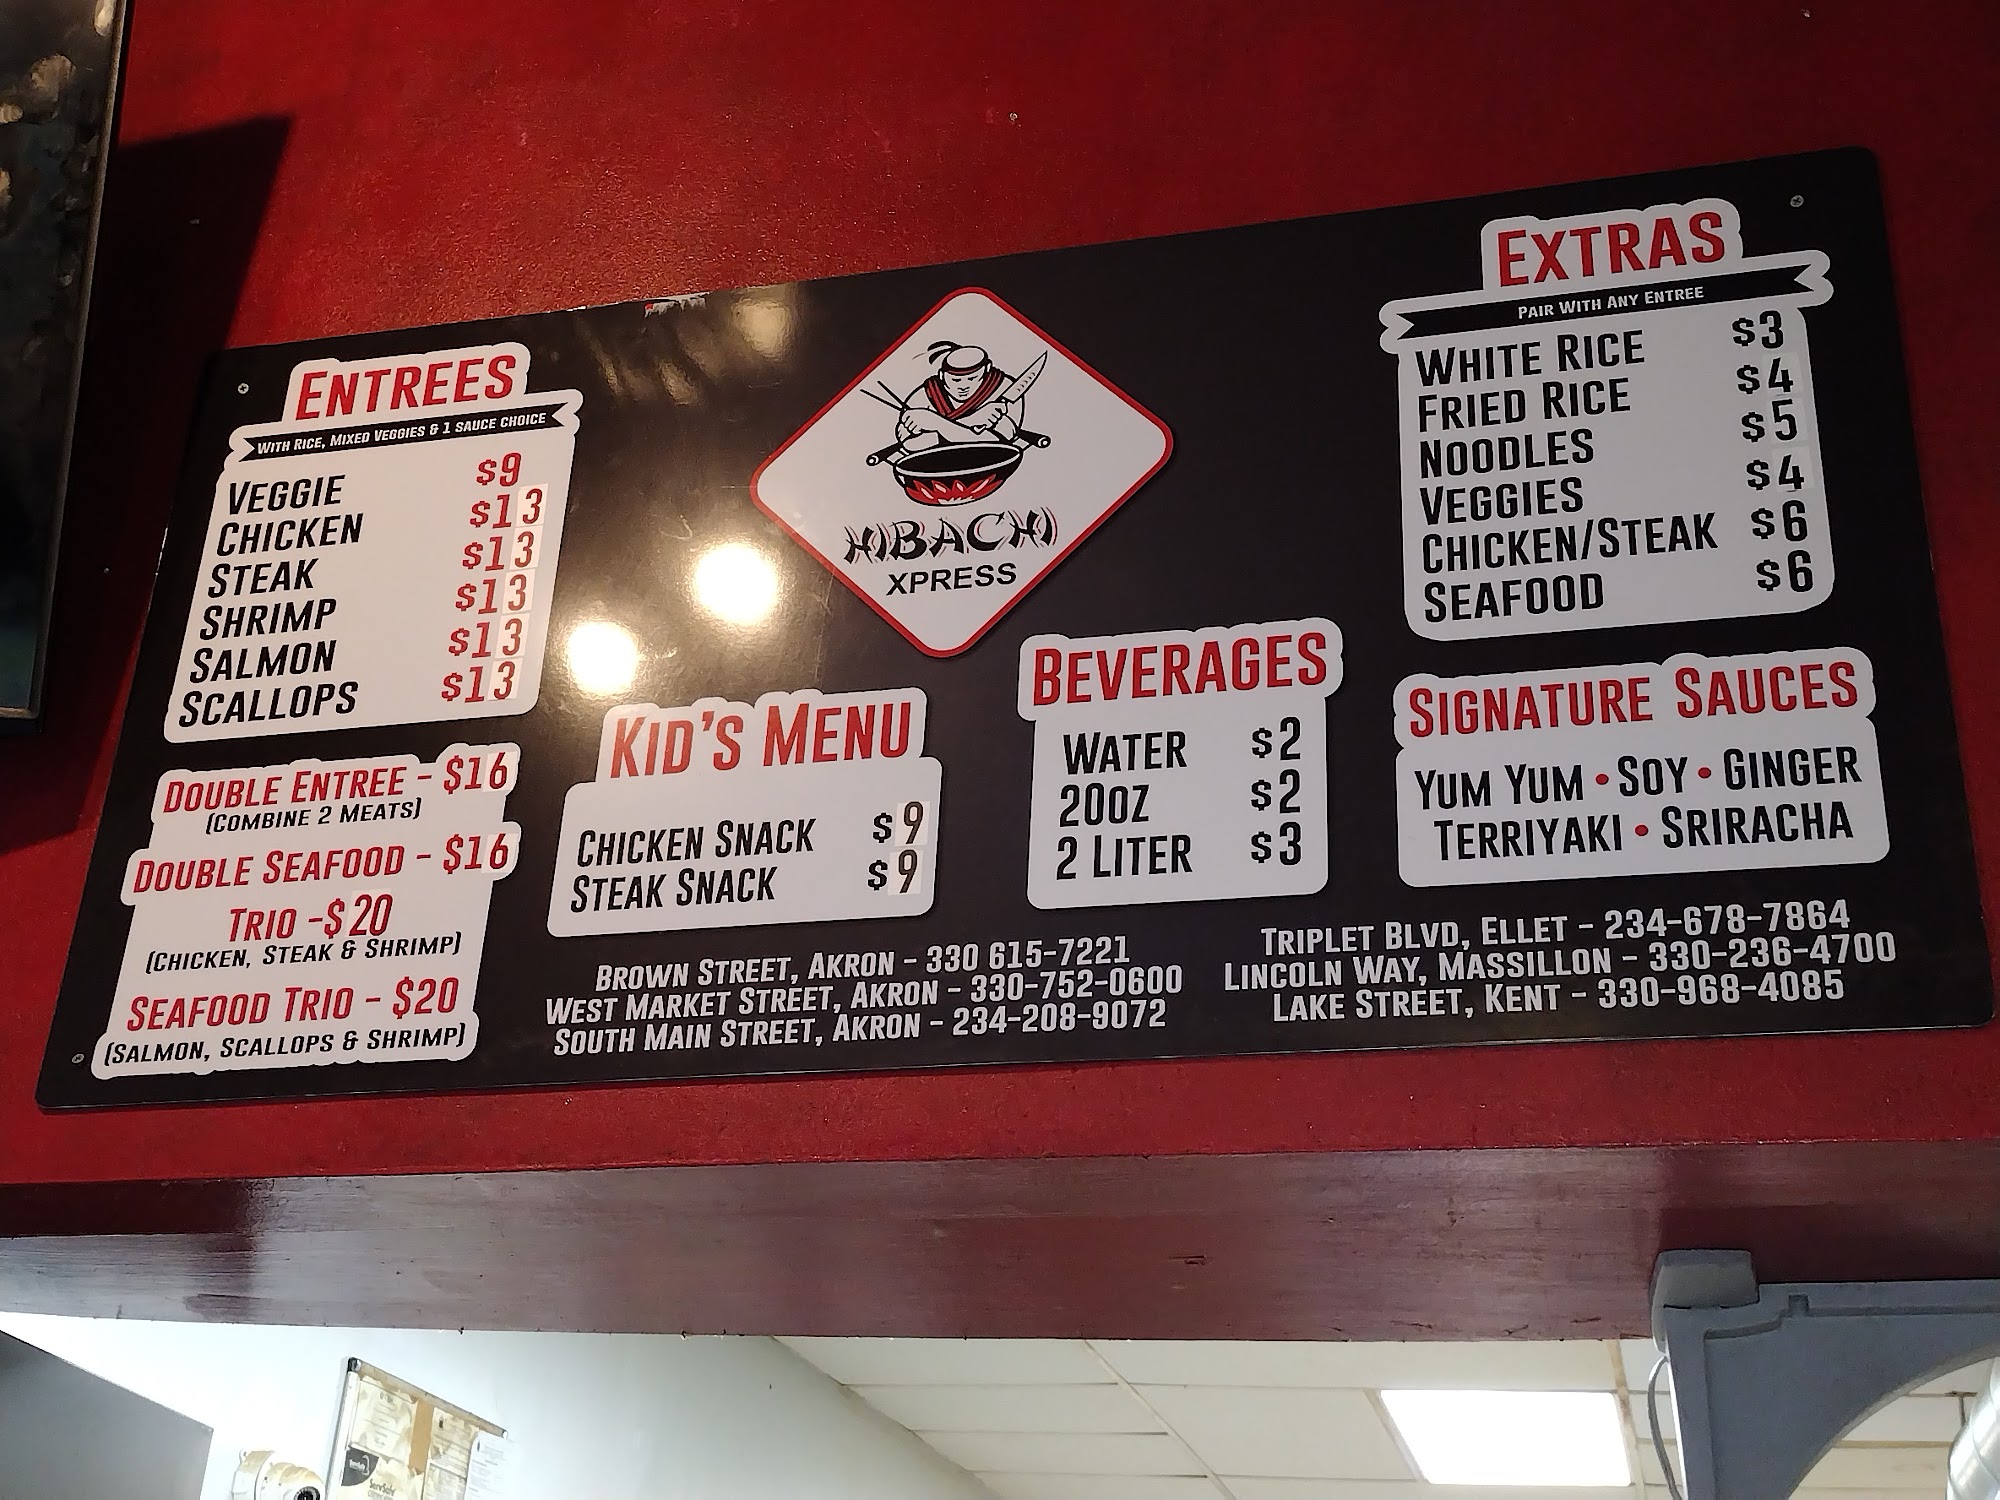 ENTREES
WITH RICE, MIXED VEGGIES & 1 SAUCE CHOICE
VEGGIE $9
CHICKEN $13
STEAK $13
SHRIMP $13
SALMON $13
SCALLOPS $13
DOUBLE ENTREE - $16
(COMBINE 2 MEATS)
DOUBLE SEAFOOD - $16
TRIO -$20
(CHICKEN, STEAK & SHRIMP)
SEAFOOD TRIO - $20
(SALMON, SCALLOPS & SHRIMP)
HIBACHI
XPRESS
KID'S MENU
CHICKEN SNACK $9
STEAK SNACK $9
BEVERAGES
WATER $2
20OZ $2
2 LITER $3
EXTRAS
PAIR WITH ANY ENTREE
WHITE RICE $3
FRIED RICE $4
NOODLES $5
VEGGIES $4
CHICKEN/STEAK $6
SEAFOOD $6
SIGNATURE SAUCES
YUM YUM • SOY • GINGER
TERRIYAKI • SRIRACHA
BROWN STREET, AKRON - 330 615-7221
WEST MARKET STREET, AKRON - 330-752-0600
SOUTH MAIN STREET, AKRON - 234-208-9072
TRIPLET BLVD, ELLET - 234-678-7864
LINCOLN WAY, MASSILLON - 330-236-4700
LAKE STREET, KENT - 330-968-4085
ServSafe